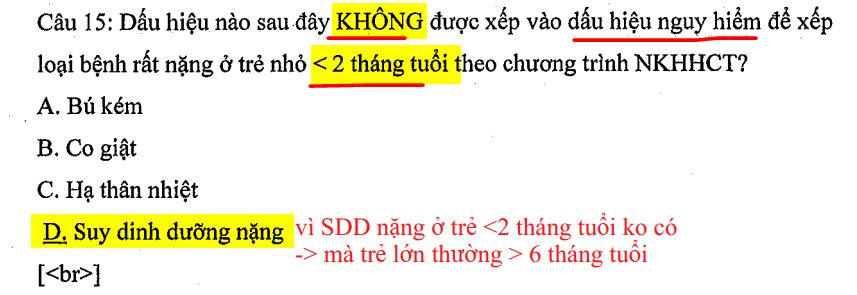 Câu 15: Dấu hiệu nào sau đây KHÔNG được xếp vào dấu hiệu nguy hiểm để xếp
loại bệnh rất nặng ở trẻ nhỏ < 2 tháng tuổi theo chương trình NKHHCT?
A. Bú kém
B. Co giật
C. Hạ thân nhiệt
D. Suy dinh dưỡng nặng vì SDD nặng ở trẻ <2 tháng tuổi ko có
-> mà trẻ lớn thường > 6 tháng tuổi
[<br>]